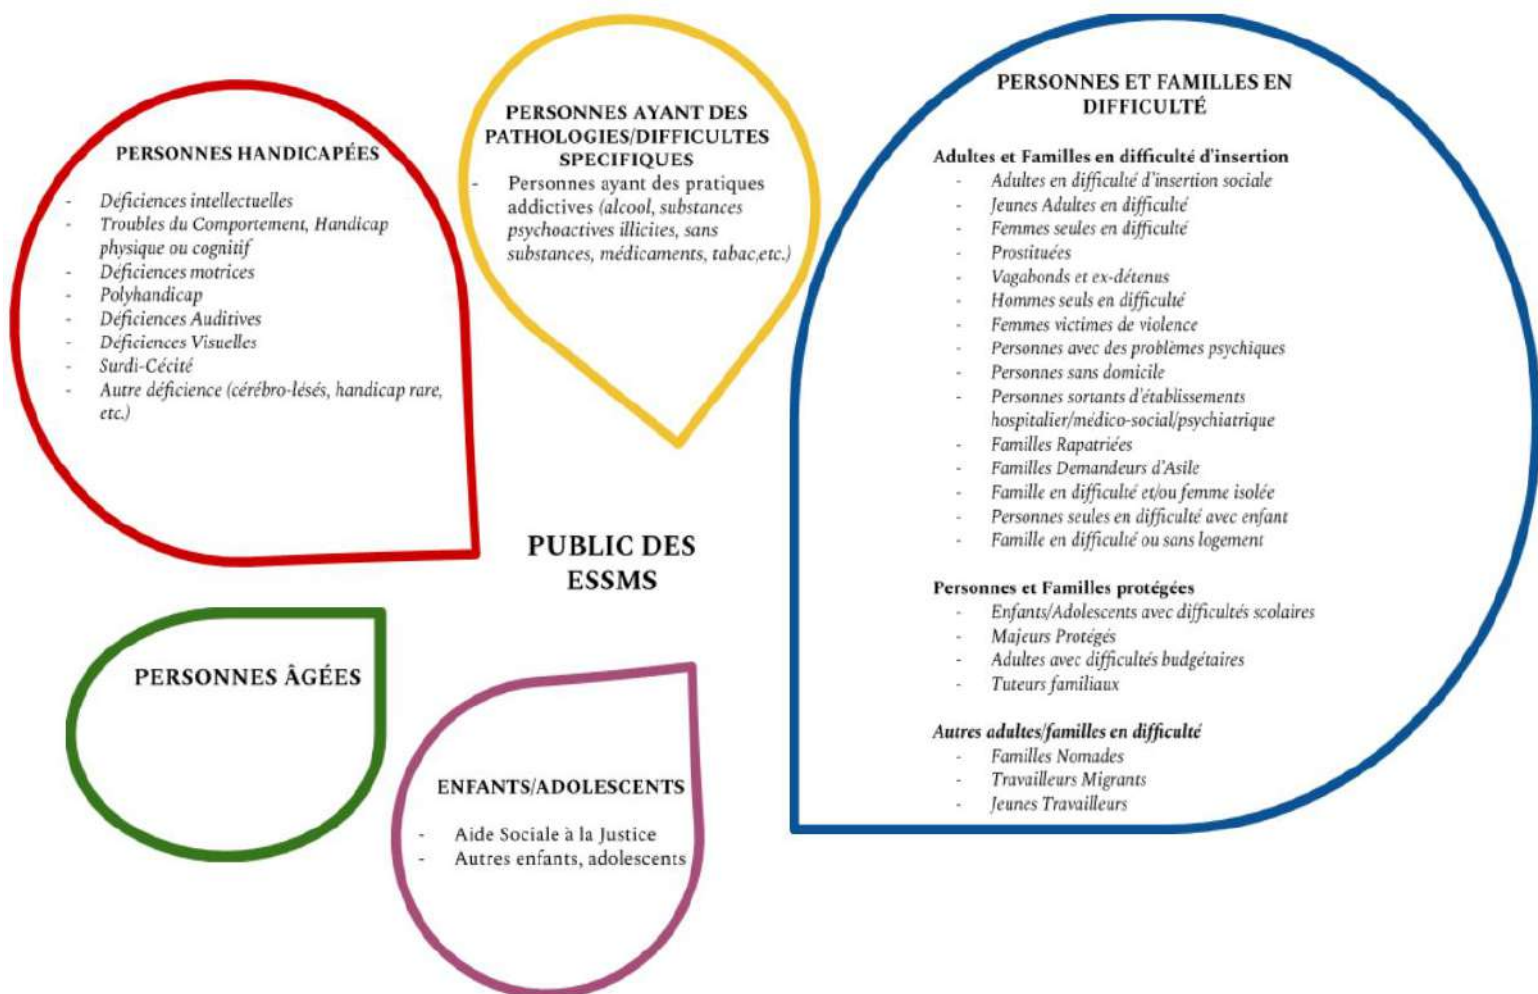 PERSONNES HANDICAPÉES
- Déficiences intellectuelles
- Troubles du Comportement, Handicap
physique ou cognitif
- Déficiences motrices
- Polyhandicap
- Déficiences Auditives
- Déficiences Visuelles
- Surdi-Cécité
- Autre déficience (cérébro-lésés, handicap rare,
etc.)
PERSONNES AYANT DES
PATHOLOGIES/DIFFICULTES
SPECIFIQUES
- Personnes ayant des pratiques
addictives (alcool, substances
psychoactives illicites, sans
substances, médicaments, tabac,etc.)
PERSONNES ET FAMILLES EN
DIFFICULTÉ
Adultes et Familles en difficulté d'insertion
- Adultes en difficulté d'insertion sociale
- Jeunes Adultes en difficulté
- Femmes seules en difficulté
- Prostituées
- Vagabonds et ex-détenus
- Hommes seuls en difficulté
- Femmes victimes de violence
- Personnes avec des problèmes psychiques
- Personnes sans domicile
- Personnes sortants d'établissements
hospitalier/médico-social/psychiatrique
- Familles Rapatriées
- Familles Demandeurs d'Asile
- Famille en difficulté et/ou femme isolée
- Personnes seules en difficulté avec enfant
- Famille en difficulté ou sans logement
Personnes et Familles protégées
- Enfants/Adolescents avec difficultés scolaires
- Majeurs Protégés
- Adultes avec difficultés budgétaires
- Tuteurs familiaux
Autres adultes/familles en difficulté
- Familles Nomades
- Travailleurs Migrants
- Jeunes Travailleurs
PUBLIC DES
ESSMS
PERSONNES ÂGÉES
ENFANTS/ADOLESCENTS
- Aide Sociale à la Justice
- Autres enfants, adolescents